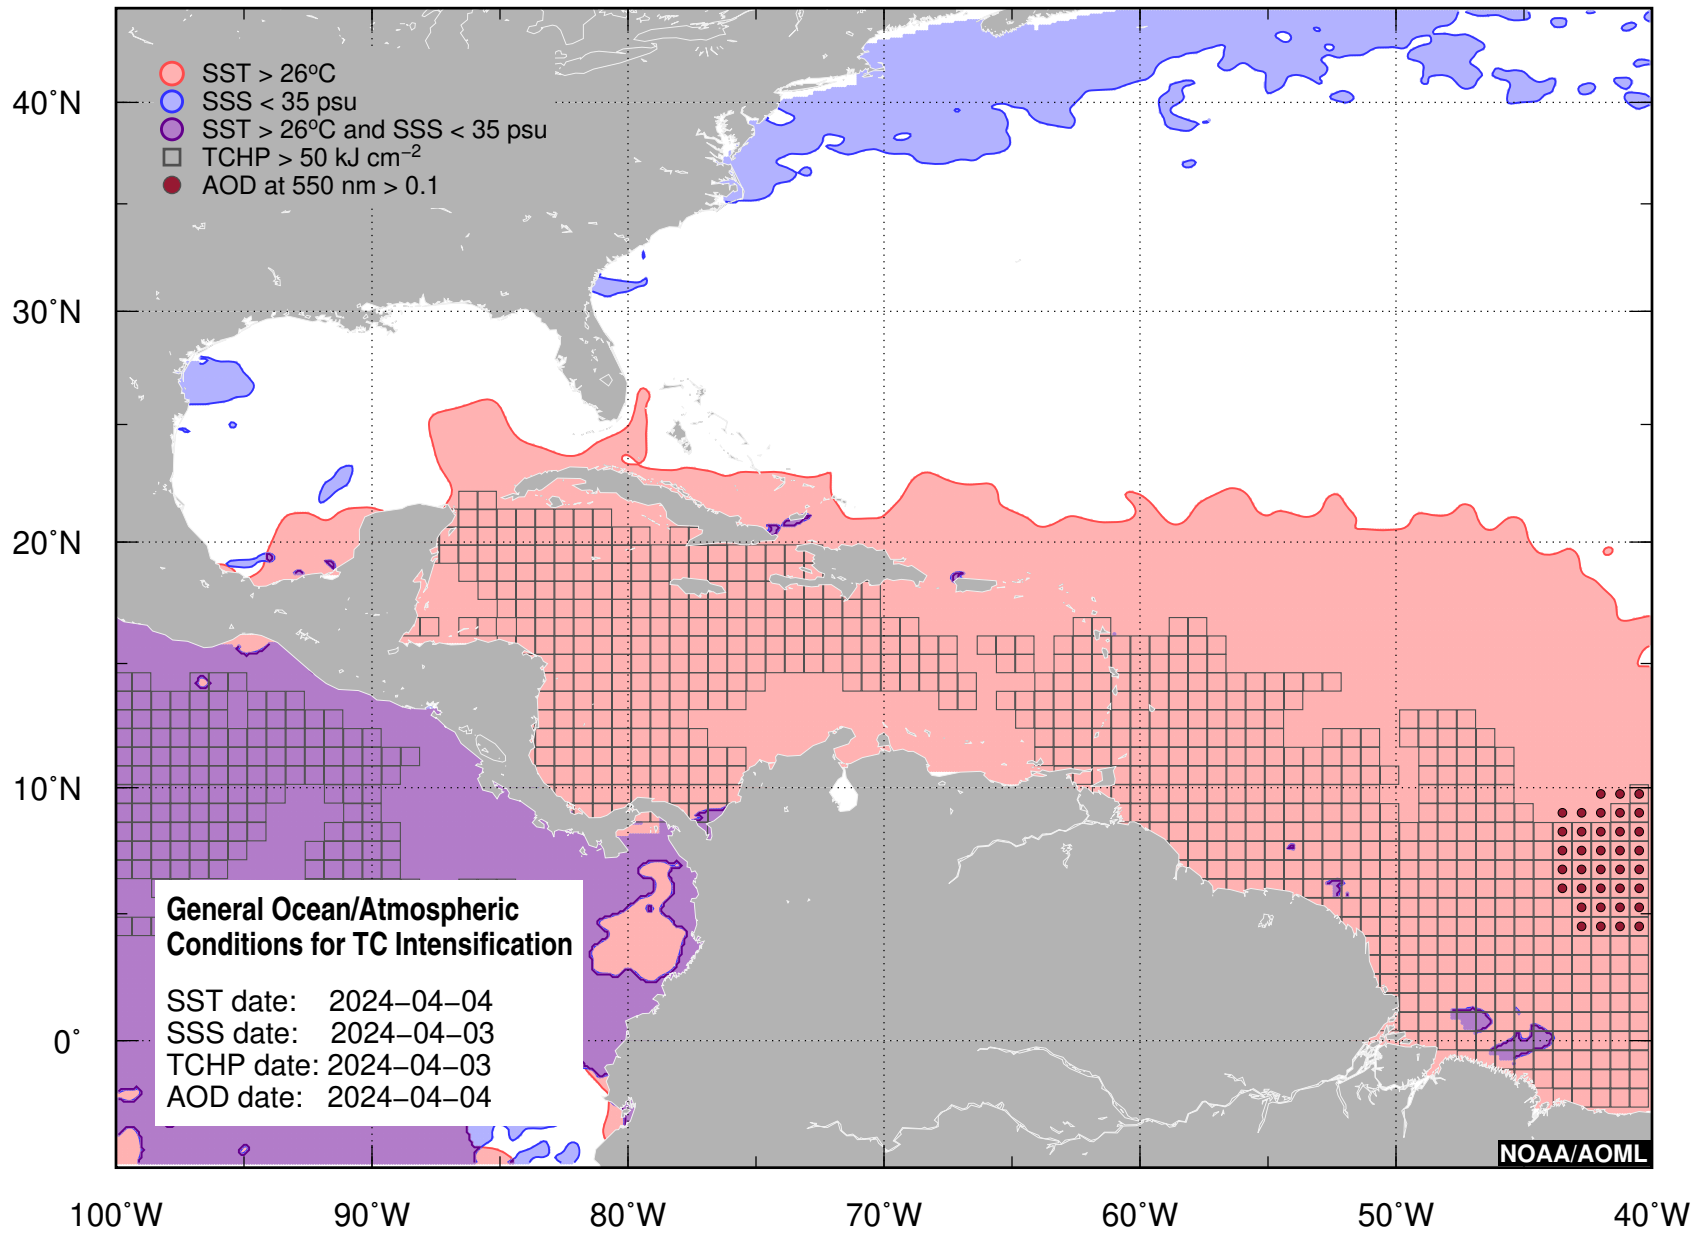 SST > 26°C
SSS < 35 psu
SST > 26°C and SSS < 35 psu
TCHP > 50 kJ cm⁻²
AOD at 550 nm > 0.1
40°N
30°N
20°N
10°N
0°
General Ocean/Atmospheric
Conditions for TC Intensification
SST date: 2024-04-04
SSS date: 2024-04-03
TCHP date: 2024-04-03
AOD date: 2024-04-04
NOAA/AOML
100°W 90°W 80°W 70°W 60°W 50°W 40°W